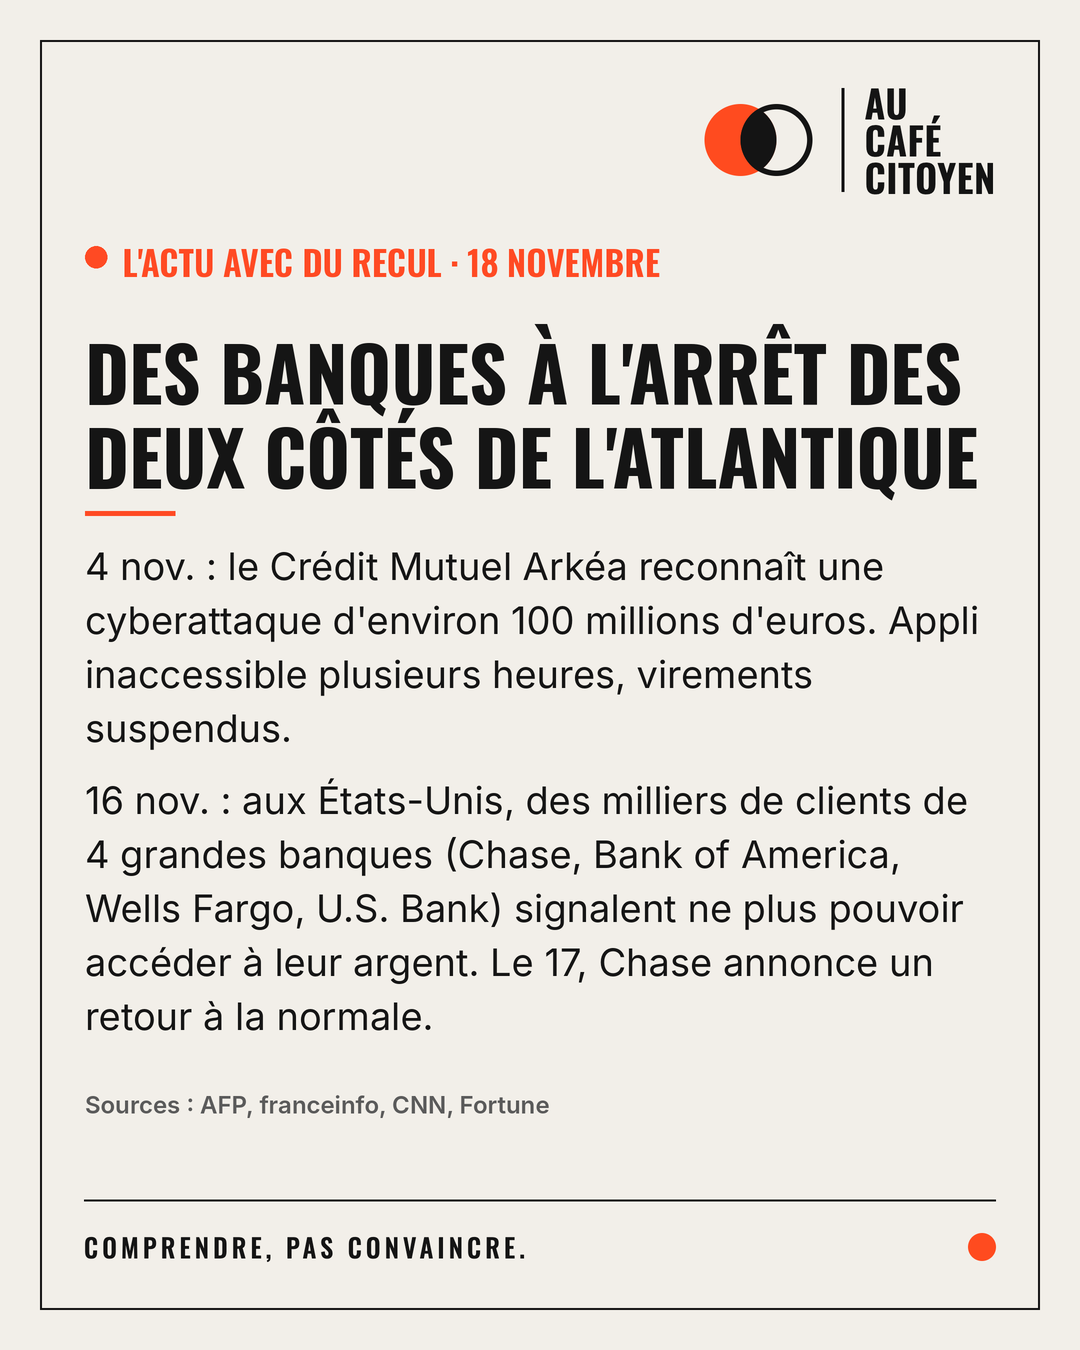 AU
CAFÉ
CITOYEN
L'ACTU AVEC DU RECUL · 18 NOVEMBRE
DES BANQUES À L'ARRÊT DES
DEUX CÔTÉS DE L'ATLANTIQUE
4 nov. : le Crédit Mutuel Arkéa reconnaît une
cyberattaque d'environ 100 millions d'euros. Appli
inaccessible plusieurs heures, virements
suspendus.
16 nov. : aux États-Unis, des milliers de clients de
4 grandes banques (Chase, Bank of America,
Wells Fargo, U.S. Bank) signalent ne plus pouvoir
accéder à leur argent. Le 17, Chase annonce un
retour à la normale.
Sources : AFP, franceinfo, CNN, Fortune
COMPRENDRE, PAS CONVAINCRE.